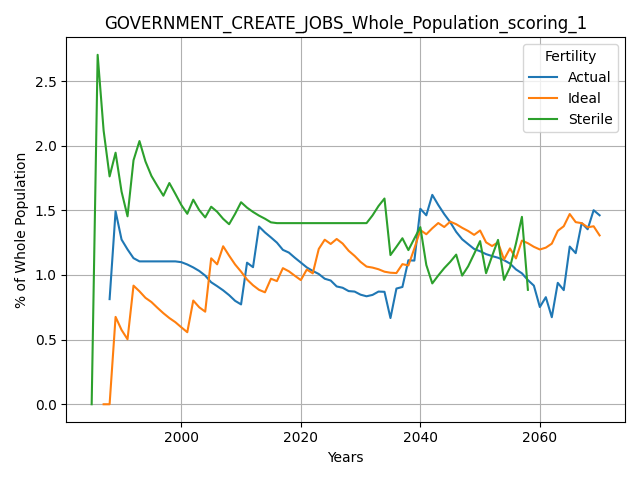 GOVERNMENT_CREATE_JOBS_Whole_Population_scoring_1
Fertility
Actual
Ideal
Sterile
% of Whole Population
2.5
2.0
1.5
1.0
0.5
0.0
2000
2020
2040
2060
Years